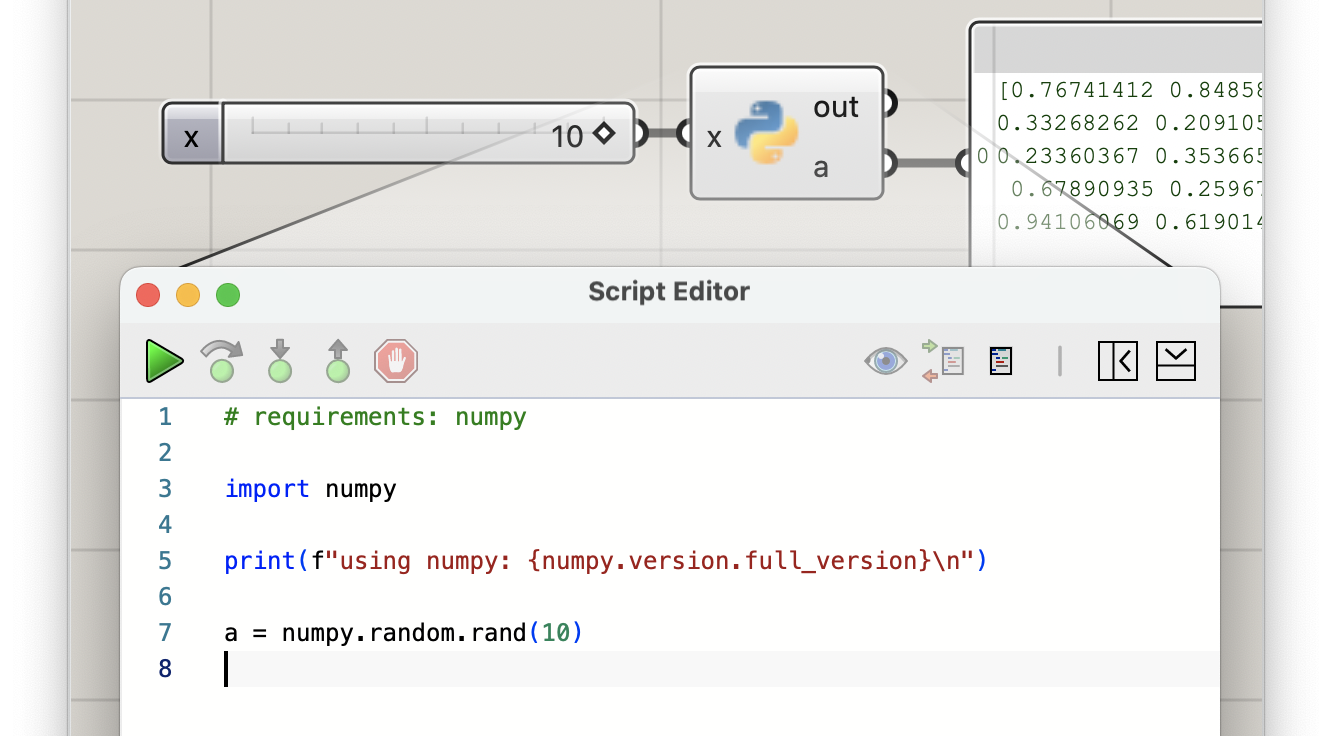 x
10
x
out
a
0
[0.76741412 0.84858
0.33268262 0.209105
0.23360367 0.353665
0.67890935 0.25967
0.94106069 0.619014
Script Editor
1 # requirements: numpy
2
3 import numpy
4
5 print(f"using numpy: {numpy.version.full_version}\n")
6
7 a = numpy.random.rand(10)
8